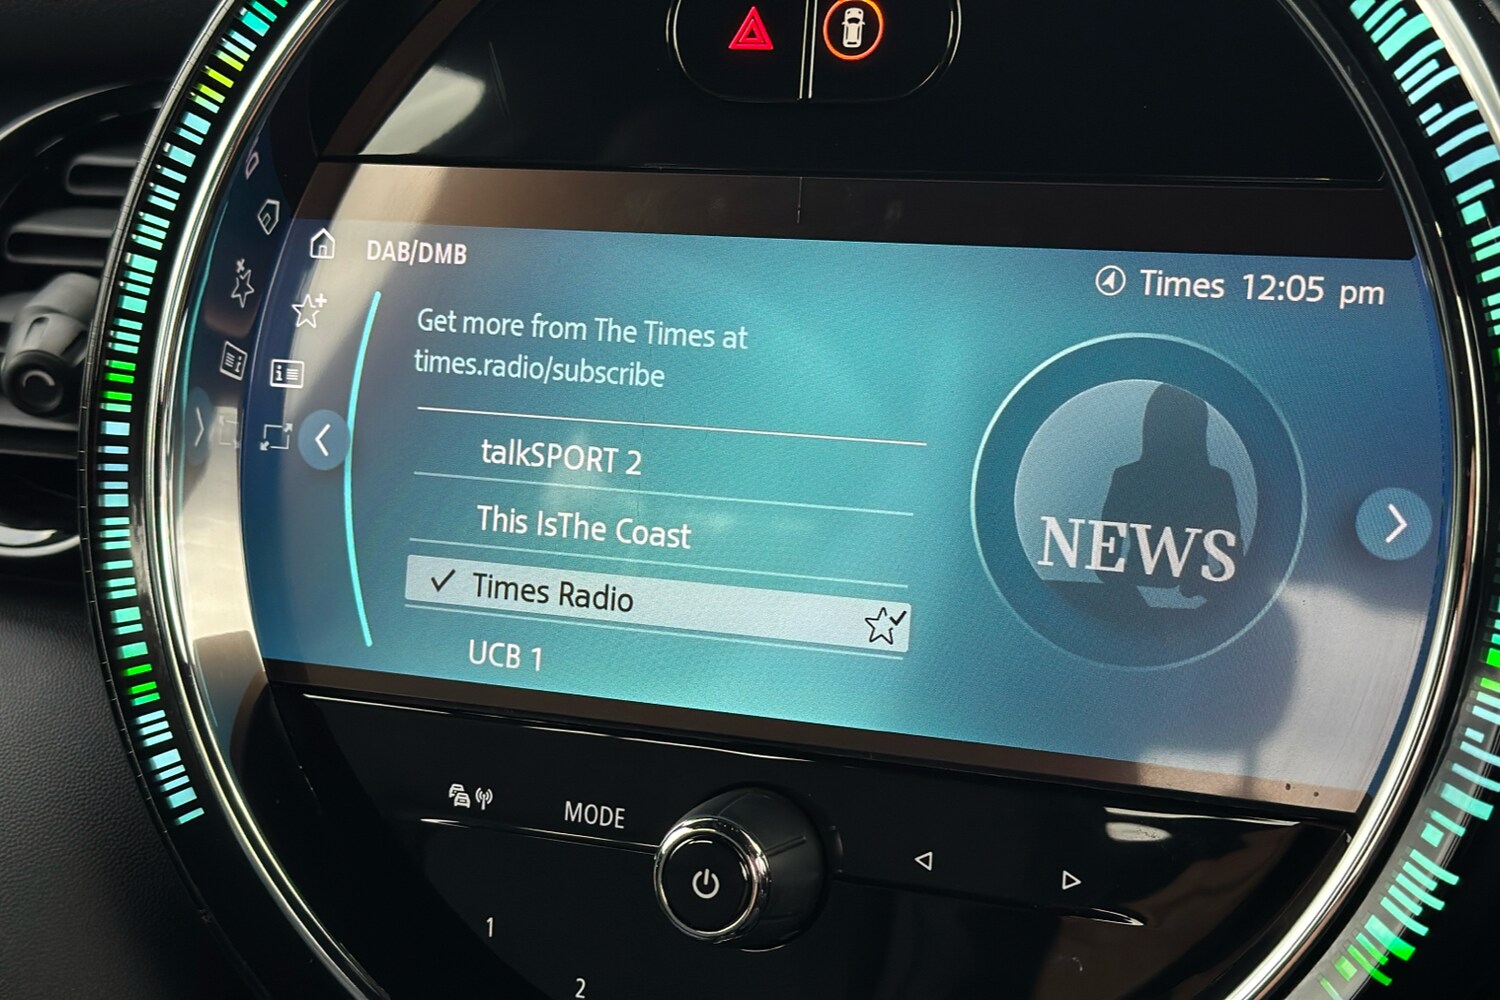 DAB/DMB
Times 12:05 pm
Get more from The Times at
times.radio/subscribe
talkSPORT 2
This IsThe Coast
Times Radio
UCB 1
NEWS
MODE
1
2